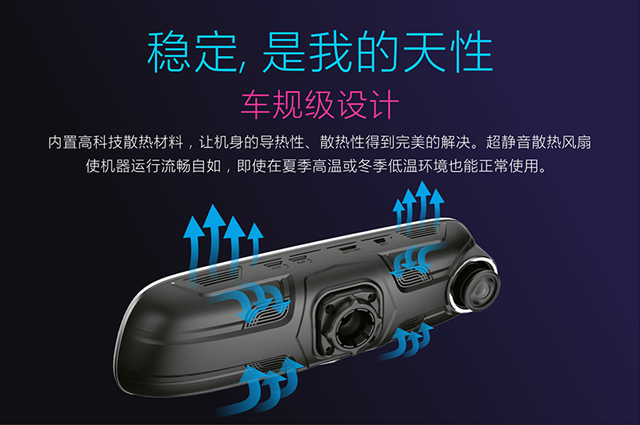 稳定, 是我的天性
车规级设计
内置高科技散热材料，让机身的导热性、散热性得到完美的解决。超静音散热风扇
使机器运行流畅自如，即使在夏季高温或冬季低温环境也能正常使用。